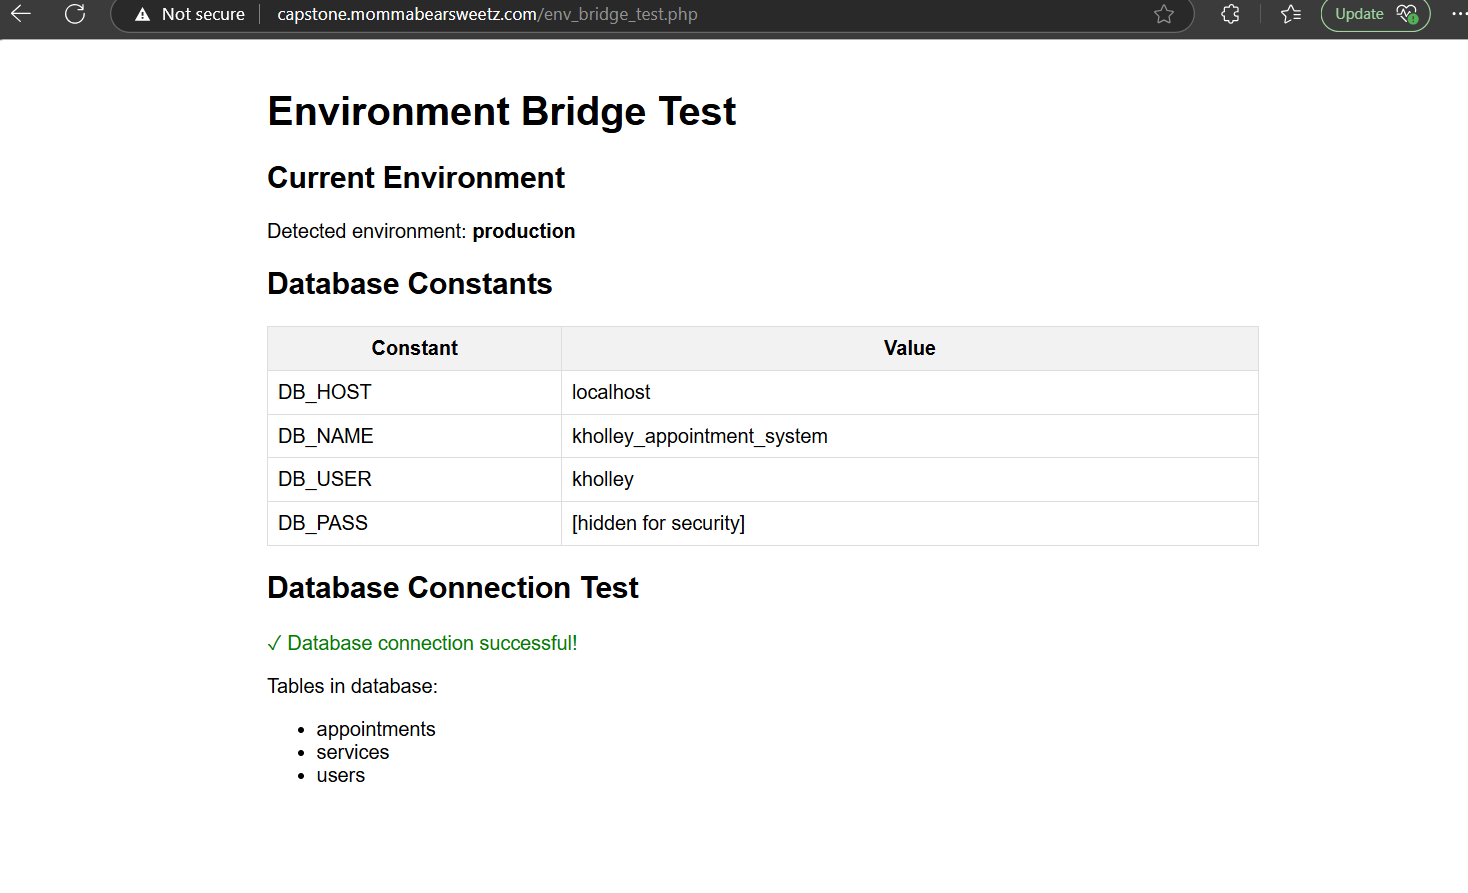 Not secure capstone.mommabearsweetz.com/env_bridge_test.php Update
Environment Bridge Test
Current Environment
Detected environment: production
Database Constants
Constant Value
DB_HOST localhost
DB_NAME kholley_appointment_system
DB_USER kholley
DB_PASS [hidden for security]
Database Connection Test
✓ Database connection successful!
Tables in database:
• appointments
• services
• users